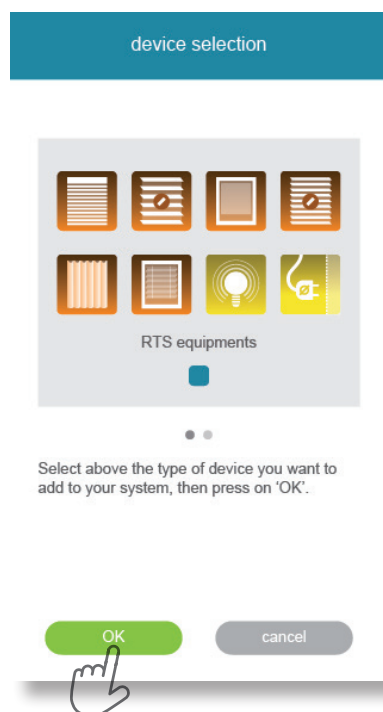 device selection
RTS equipments
Select above the type of device you want to
add to your system, then press on ‘OK’.
OK
cancel